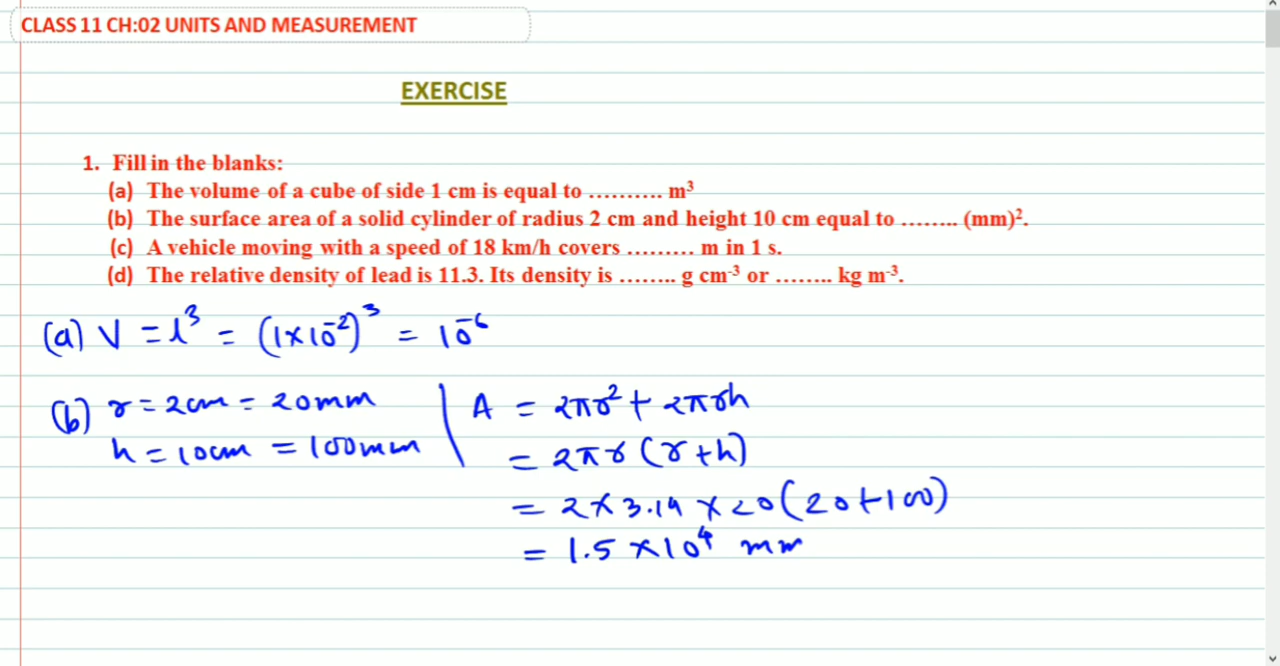 CLASS 11 CH:02 UNITS AND MEASUREMENT
EXERCISE
1. Fill in the blanks:
(a) The volume of a cube of side 1 cm is equal to .......... m³
(b) The surface area of a solid cylinder of radius 2 cm and height 10 cm equal to ........ (mm)².
(c) A vehicle moving with a speed of 18 km/h covers ......... m in 1 s.
(d) The relative density of lead is 11.3. Its density is ........ g cm⁻³ or ........ kg m⁻³.
(a) V = l³ = (1×10⁻²)³ = 10⁻⁶
(b) r = 2cm = 20mm | A = 2πr² + 2πrh
h = 10cm = 100mm
= 2πr (r+h)
= 2 × 3.14 × 20 (20+100)
= 1.5 ×10⁴ mm